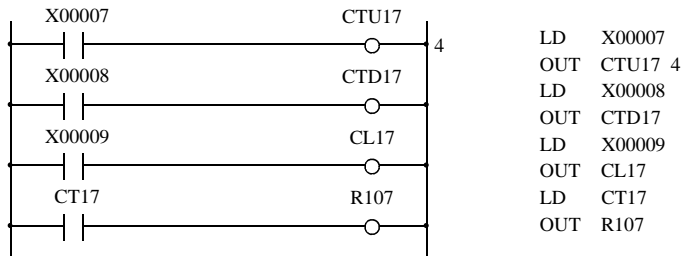 X00007 CTU17
4
X00008 CTD17
X00009 CL17
CT17 R107
LD X00007
OUT CTU17 4
LD X00008
OUT CTD17
LD X00009
OUT CL17
LD CT17
OUT R107